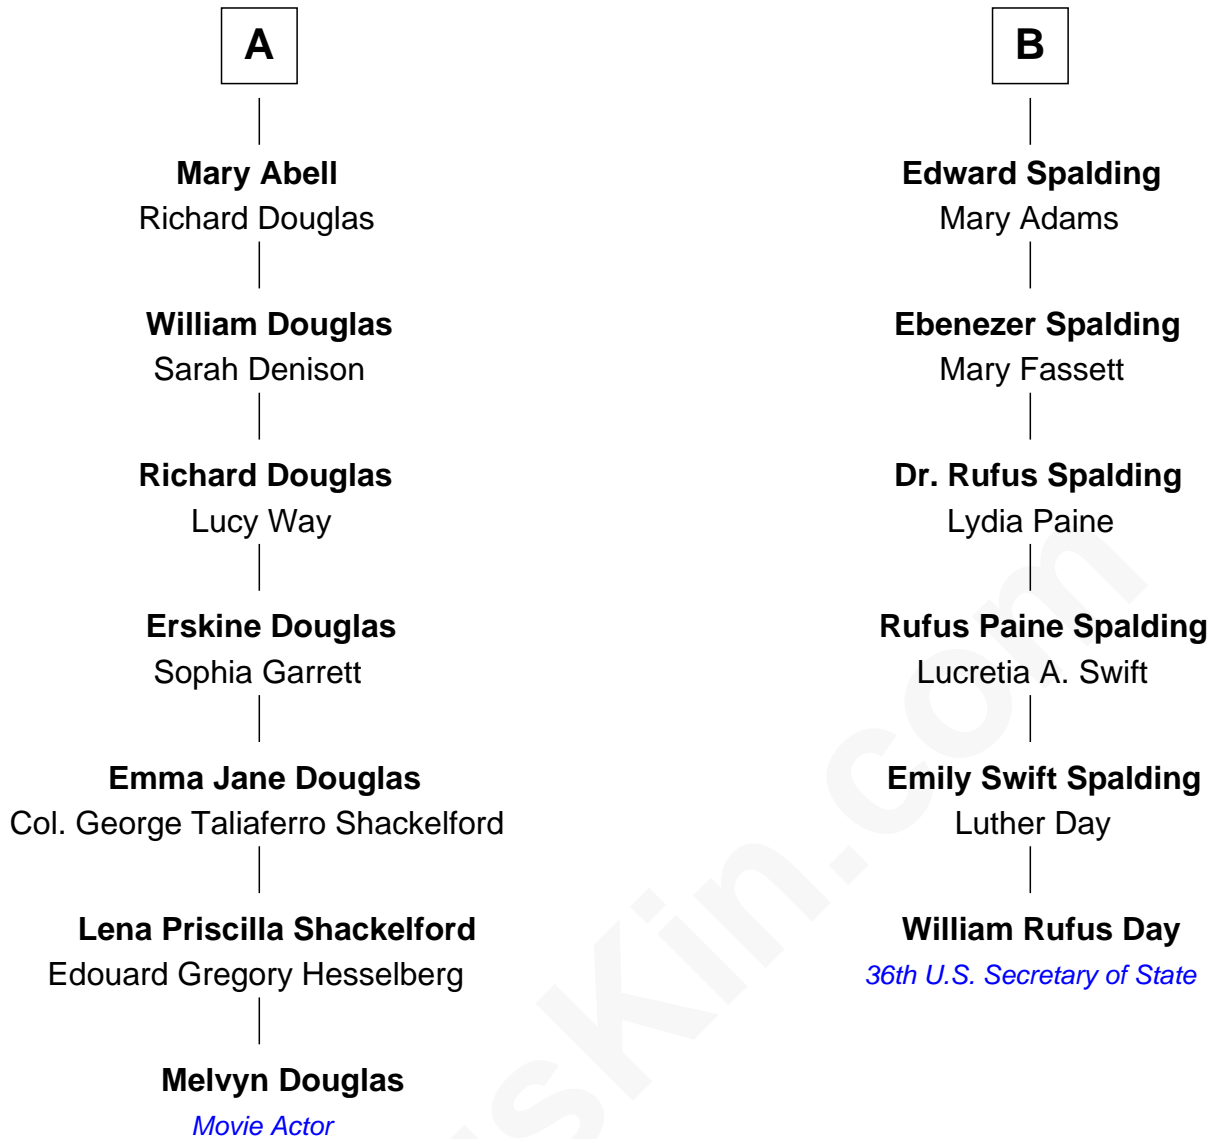 A
Mary Abell
Richard Douglas
William Douglas
Sarah Denison
Richard Douglas
Lucy Way
Erskine Douglas
Sophia Garrett
Emma Jane Douglas
Col. George Taliaferro Shackelford
Lena Priscilla Shackelford
Edouard Gregory Hesselberg
Melvyn Douglas
Movie Actor
B
Edward Spalding
Mary Adams
Ebenezer Spalding
Mary Fassett
Dr. Rufus Spalding
Lydia Paine
Rufus Paine Spalding
Lucretia A. Swift
Emily Swift Spalding
Luther Day
William Rufus Day
36th U.S. Secretary of State
sKin.com